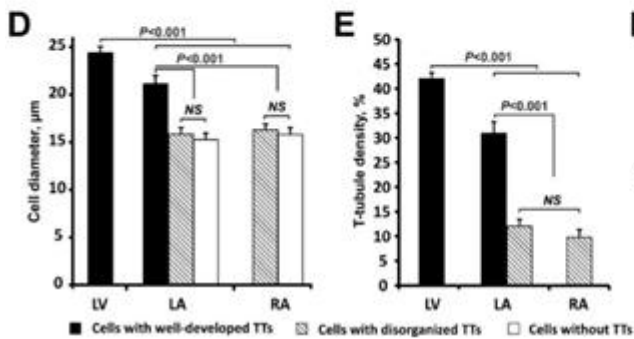 D
P<0.001
P<0.001
NS
NS
Cell diameter, µm
25
20
15
10
5
0
LV LA RA
E
P<0.001
P<0.001
NS
T-tubule density, %
50
45
40
35
30
25
20
15
10
5
0
LV LA RA
Cells with well-developed TTs Cells with disorganized TTs Cells without TTs